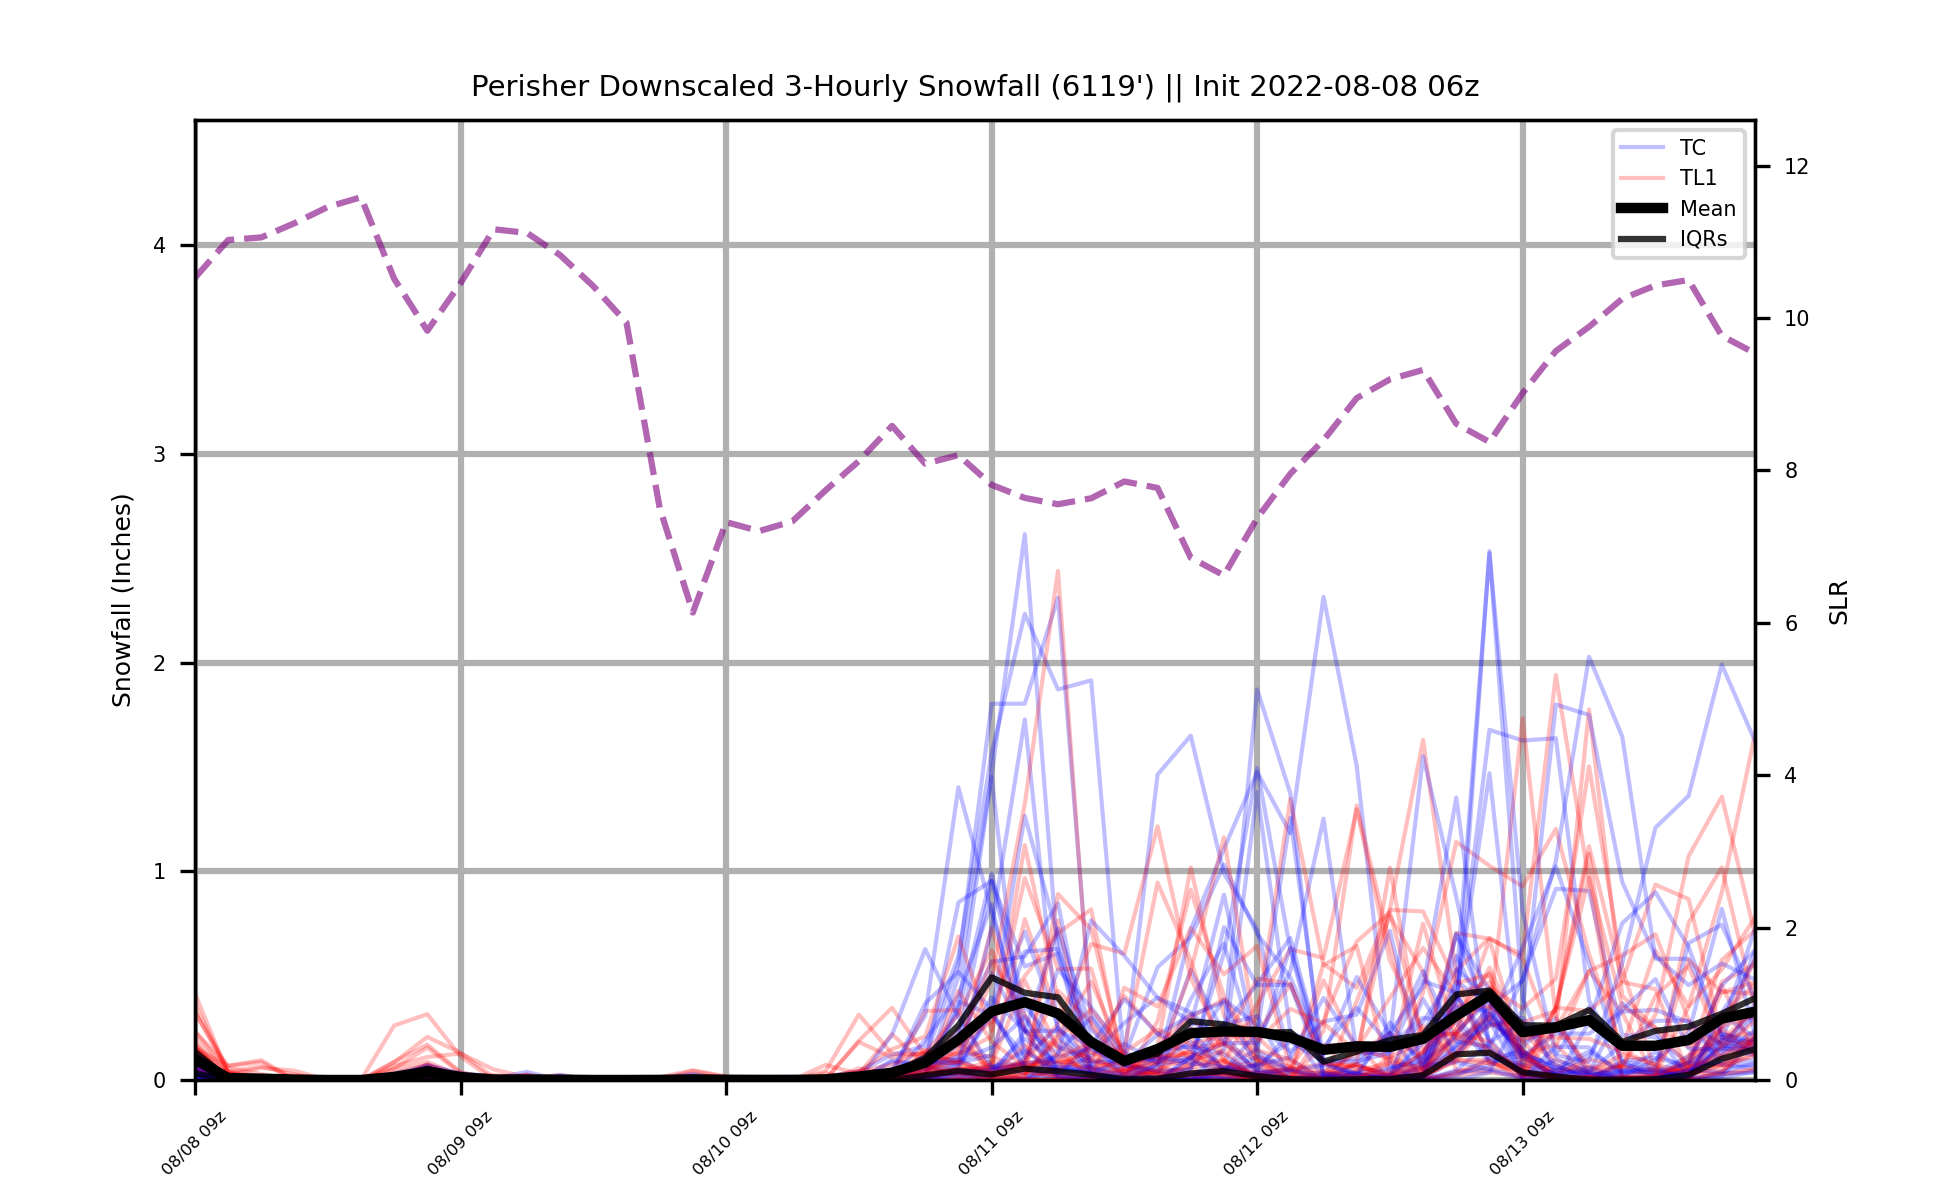 Perisher Downscaled 3-Hourly Snowfall (6119') || Init 2022-08-08 06z
TC
TL1
Mean
IQRs
4
3
2
1
0
Snowfall (Inches)
12
10
8
6
4
2
0
SLR
08/08 09z
08/09 09z
08/10 09z
08/11 09z
08/12 09z
08/13 09z